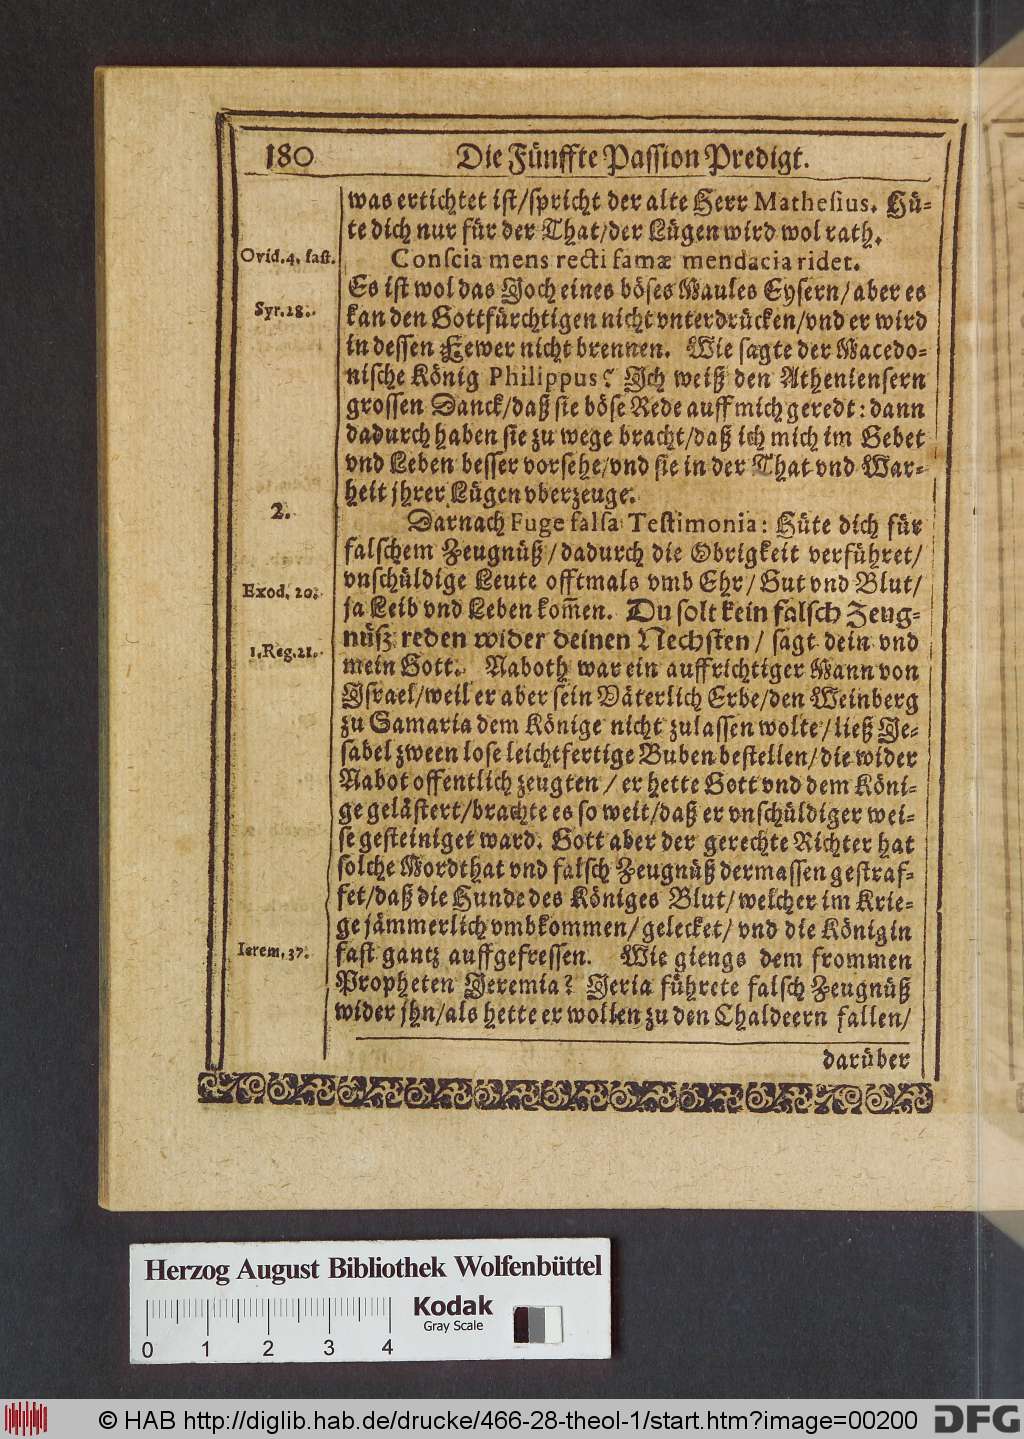 180 Die Fünffte Passion Predigt.
was ertichtet ist/spricht der alte Herr Mathesius. Hü-
te dich nur für der That/der Lügen wird wol rath.
Ovid. 4. fast.
Conscia mens recti famæ mendacia ridet.
Es ist wol das Joch eines böses Maules Eysern/aber es
Syr. 28.
kan den Gottfürchtigen nicht vnterdrücken/vnd er wird
in dessen Fewer nicht brennen. Wie sagte der Macedo-
nische König Philippus? Ich weiß den Atheniensern
grossen Danck/daß sie böse Rede auff mich geredt: dann
dadurch haben sie zu wege bracht/daß ich mich im Gebet
vnd Leben besser vorsehe/vnd sie in der That vnd War-
heit jhrer Lügen vberzeuge.
2.
Darnach Fuge falsa Testimonia: Hüte dich für
falschem Zeugnüß/dadurch die Obrigkeit verführet/
vnschüldige Leute offtmals vmb Ehr/Gut vnd Blut/
Exod. 20.
ja Leib vnd Leben kom̄en. Du solt kein falsch Zeug-
nüß reden wider deinen Nechsten/ sagt dein vnd
1. Reg. 21.
mein Gott. Naboth war ein auffrichtiger Mann von
Israel/weil er aber sein Väterlich Erbe/den Weinberg
zu Samaria dem Könige nicht zulassen wolte/ließ Je-
sabel zween lose leichtfertige Buben bestellen/die wider
Nabot offentlich zeugten/ er hette Gott vnd dem Köni-
ge gelästert/brachte es so weit/daß er vnschüldiger wei-
se gesteiniget ward. Gott aber der gerechte Richter hat
solche Mordthat vnd falsch Zeugnüß dermassen gestraf-
fet/daß die Hunde des Königes Blut/welcher im Krie-
ge jämmerlich vmbkommen/gelecket/ vnd die Königin
Ierem. 37.
fast gantz auffgefressen. Wie giengs dem frommen
Propheten Jeremia? Jeria führete falsch Zeugnüß
wider jhn/als hette er wollen zu den Chaldeern fallen/
darüber
Herzog August Bibliothek Wolfenbüttel
Kodak
Gray Scale
0 1 2 3 4
© HAB http://diglib.hab.de/drucke/466-28-theol-1/start.htm?image=00200
DFG